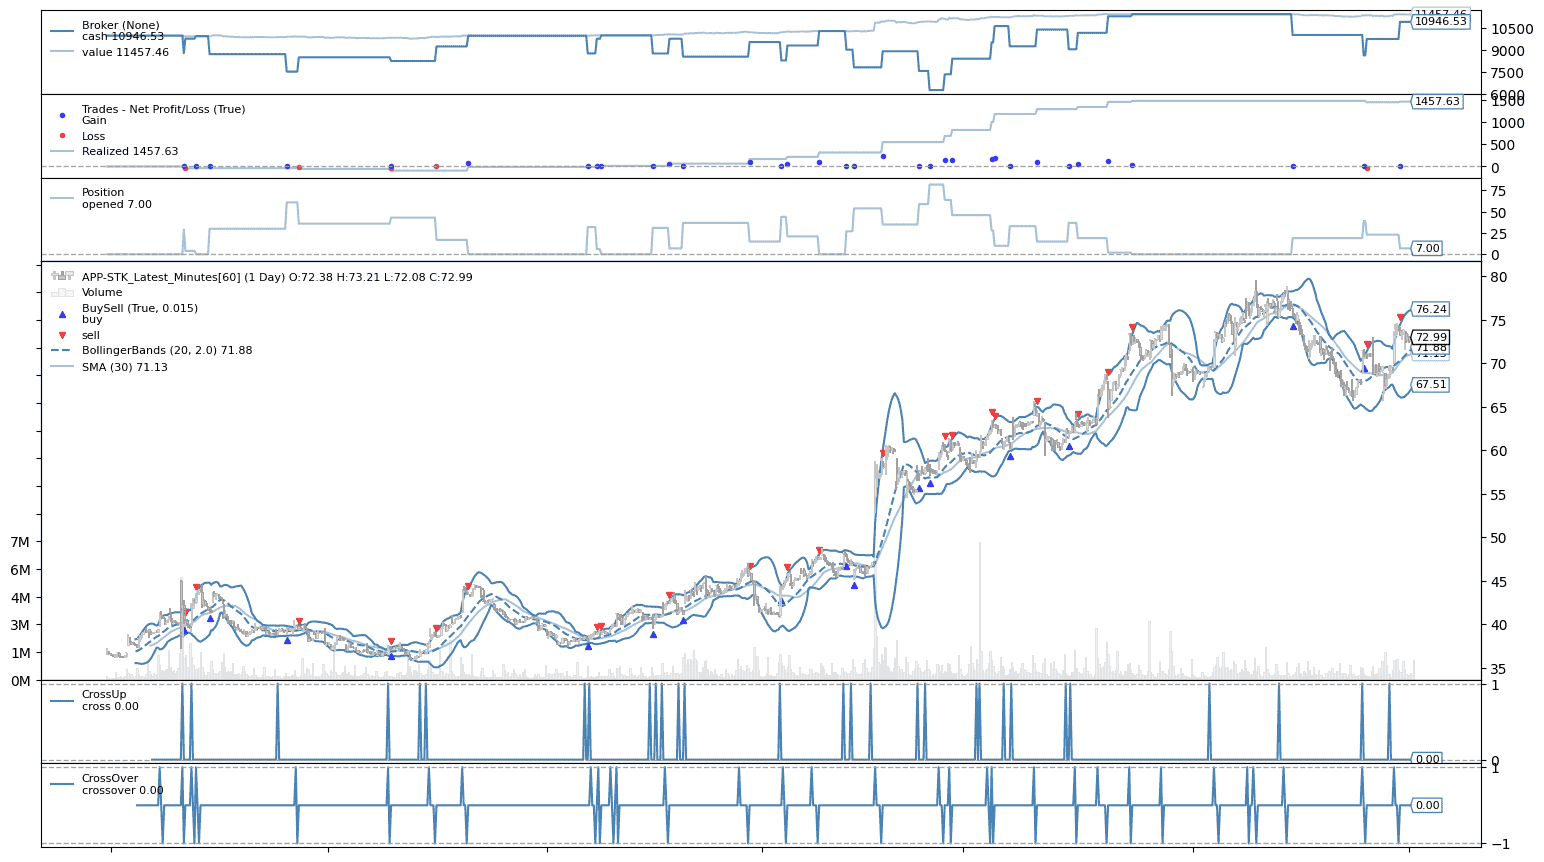 Broker (None)
cash 10946.53
value 11457.46
11457.46
10946.53
10500
9000
7500
6000
Trades - Net Profit/Loss (True)
Gain
Loss
Realized 1457.63
1457.63
1500
1000
500
0
Position
opened 7.00
7.00
75
50
25
0
APP-STK_Latest_Minutes[60] (1 Day) O:72.38 H:73.21 L:72.08 C:72.99
Volume
BuySell (True, 0.015)
buy
sell
BollingerBands (20, 2.0) 71.88
SMA (30) 71.13
76.24
72.99
71.88
71.13
67.51
80
75
70
65
60
55
50
45
40
35
7M
6M
4M
3M
1M
0M
CrossUp
cross 0.00
0.00
1
0
CrossOver
crossover 0.00
0.00
1
−1